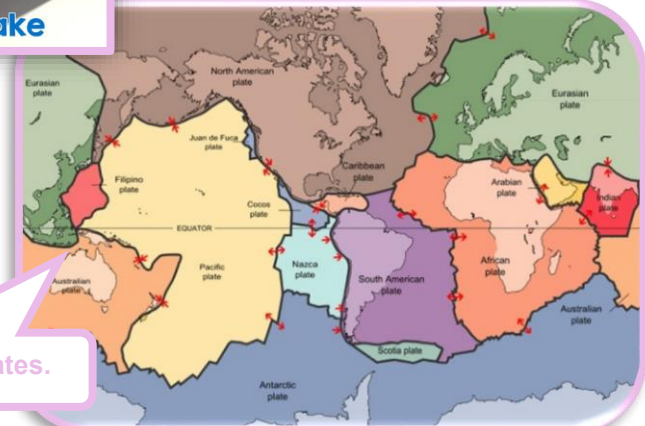 ake
North American
plate
Eurasian
plate
Eurasian
plate
Juan de Fuca
plate
Caribbean
plate
Filipino
plate
Arabian
plate
Indian
plate
Cocos
plate
EQUATOR
Pacific
plate
Nazca
plate
South American
plate
African
plate
Australian
plate
Australian
plate
Scotia plate
Antarctic
plate
ates.